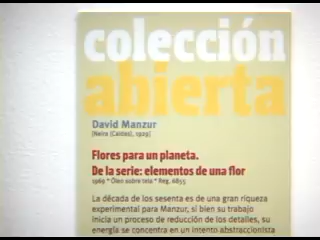 colección
abierta
David Manzur
(Neira (Caldas), 1929)
Flores para un planeta.
De la serie: elementos de una flor
1969 * Óleo sobre tela * Reg. 0855
La década de los sesenta es de una gran riqueza
experimental para Manzur, si bien su trabajo
inicia un proceso de reducción de los detalles, su
energía se concentra en un intento abstraccionista